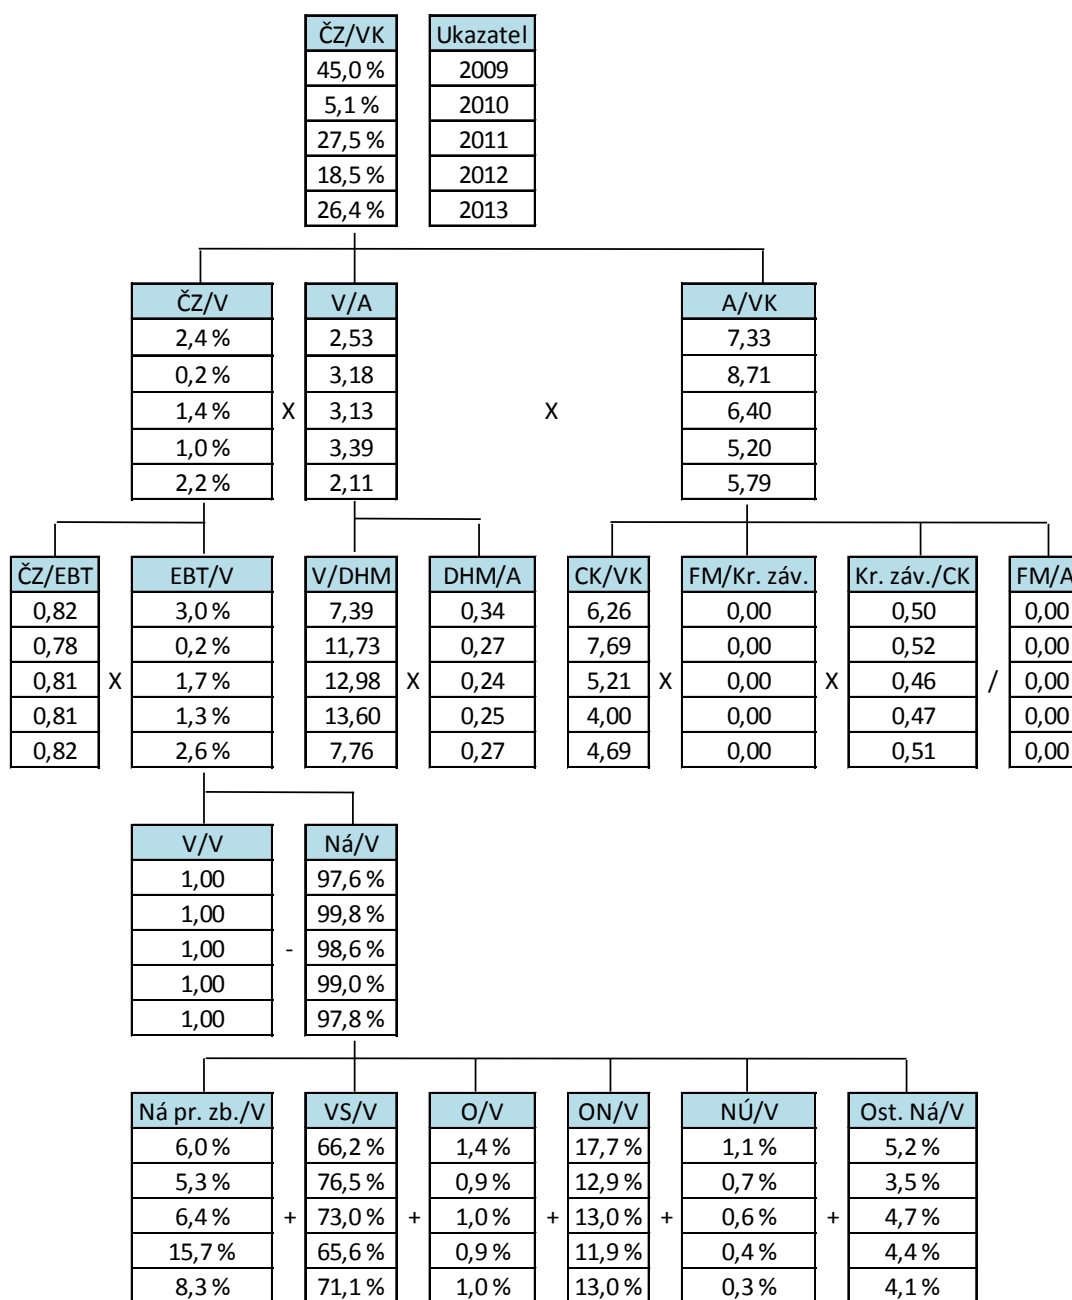 ČZ/VK Ukazatel
45,0 % 2009
5,1 % 2010
27,5 % 2011
18,5 % 2012
26,4 % 2013
ČZ/V V/A A/VK
2,4 % 2,53 7,33
0,2 % 3,18 8,71
1,4 % X 3,13 X 6,40
1,0 % 3,39 5,20
2,2 % 2,11 5,79
ČZ/EBT EBT/V V/DHM DHM/A CK/VK FM/Kr. záv. Kr. záv./CK FM/A
0,82 3,0 % 7,39 0,34 6,26 0,00 0,50 0,00
0,78 0,2 % 11,73 0,27 7,69 0,00 0,52 0,00
0,81 X 1,7 % 12,98 X 0,24 5,21 X 0,00 X 0,46 / 0,00
0,81 1,3 % 13,60 0,25 4,00 0,00 0,47 0,00
0,82 2,6 % 7,76 0,27 4,69 0,00 0,51 0,00
V/V Ná/V
1,00 97,6 %
1,00 99,8 %
1,00 - 98,6 %
1,00 99,0 %
1,00 97,8 %
Ná pr. zb./V VS/V O/V ON/V NÚ/V Ost. Ná/V
6,0 % 66,2 % 1,4 % 17,7 % 1,1 % 5,2 %
5,3 % 76,5 % 0,9 % 12,9 % 0,7 % 3,5 %
6,4 % + 73,0 % + 1,0 % + 13,0 % + 0,6 % + 4,7 %
15,7 % 65,6 % 0,9 % 11,9 % 0,4 % 4,4 %
8,3 % 71,1 % 1,0 % 13,0 % 0,3 % 4,1 %